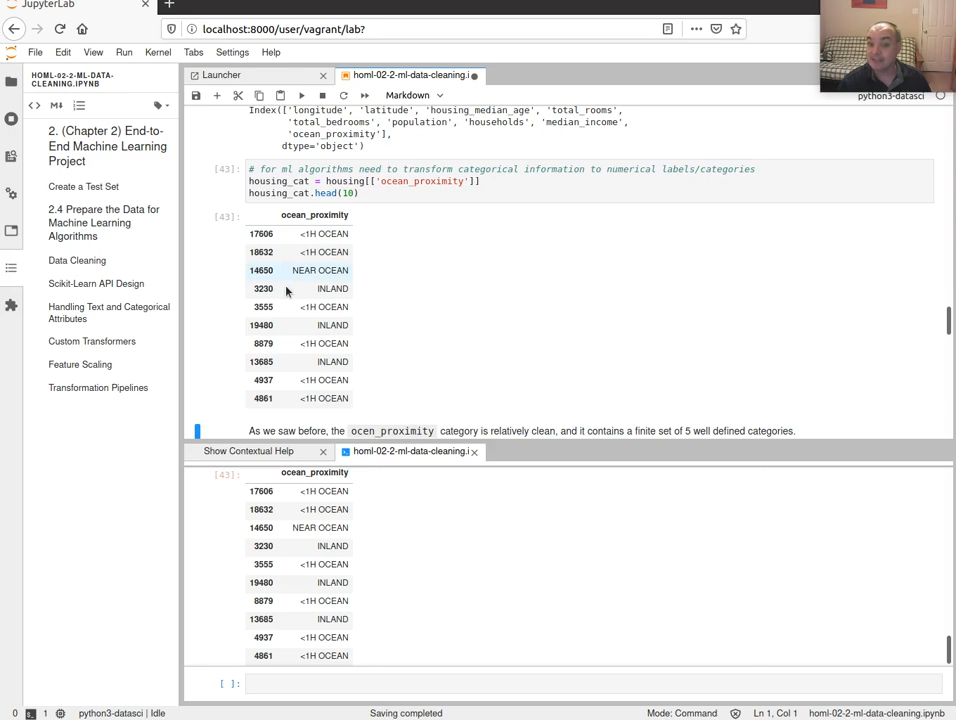 JupyterLab
localhost:8000/user/vagrant/lab?
File Edit View Run Kernel Tabs Settings Help
HOML-02-2-ML-DATA-
CLEANING.IPYNB
2. (Chapter 2) End-to-
End Machine Learning
Project
Create a Test Set
2.4 Prepare the Data for
Machine Learning
Algorithms
Data Cleaning
Scikit-Learn API Design
Handling Text and Categorical
Attributes
Custom Transformers
Feature Scaling
Transformation Pipelines
Launcher
homl-02-2-ml-data-cleaning.i
Markdown
python3-datasci
Index(['longitude', 'latitude', 'housing_median_age', 'total_rooms',
'total_bedrooms', 'population', 'households', 'median_income',
'ocean_proximity'],
dtype='object')
[43]: # for ml algorithms need to transform categorical information to numerical labels/categories
housing_cat = housing[['ocean_proximity']]
housing_cat.head(10)
[43]: ocean_proximity
17606 <1H OCEAN
18632 <1H OCEAN
14650 NEAR OCEAN
3230 INLAND
3555 <1H OCEAN
19480 INLAND
8879 <1H OCEAN
13685 INLAND
4937 <1H OCEAN
4861 <1H OCEAN
As we saw before, the ocen_proximity category is relatively clean, and it contains a finite set of 5 well defined categories.
Show Contextual Help
homl-02-2-ml-data-cleaning.i
[43]: ocean_proximity
17606 <1H OCEAN
18632 <1H OCEAN
14650 NEAR OCEAN
3230 INLAND
3555 <1H OCEAN
19480 INLAND
8879 <1H OCEAN
13685 INLAND
4937 <1H OCEAN
4861 <1H OCEAN
[ ]:
0 1 python3-datasci | Idle Saving completed Mode: Command Ln 1, Col 1 homl-02-2-ml-data-cleaning.ipynb